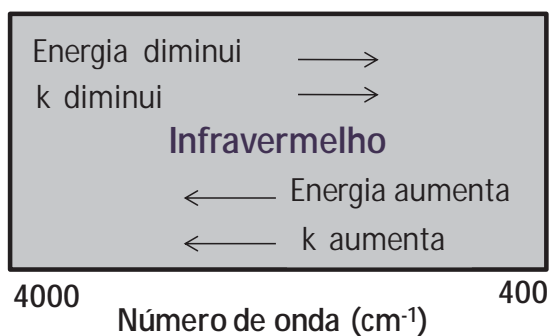 Energia diminui
k diminui
Infravermelho
Energia aumenta
k aumenta
4000 400
Número de onda (cm-1)